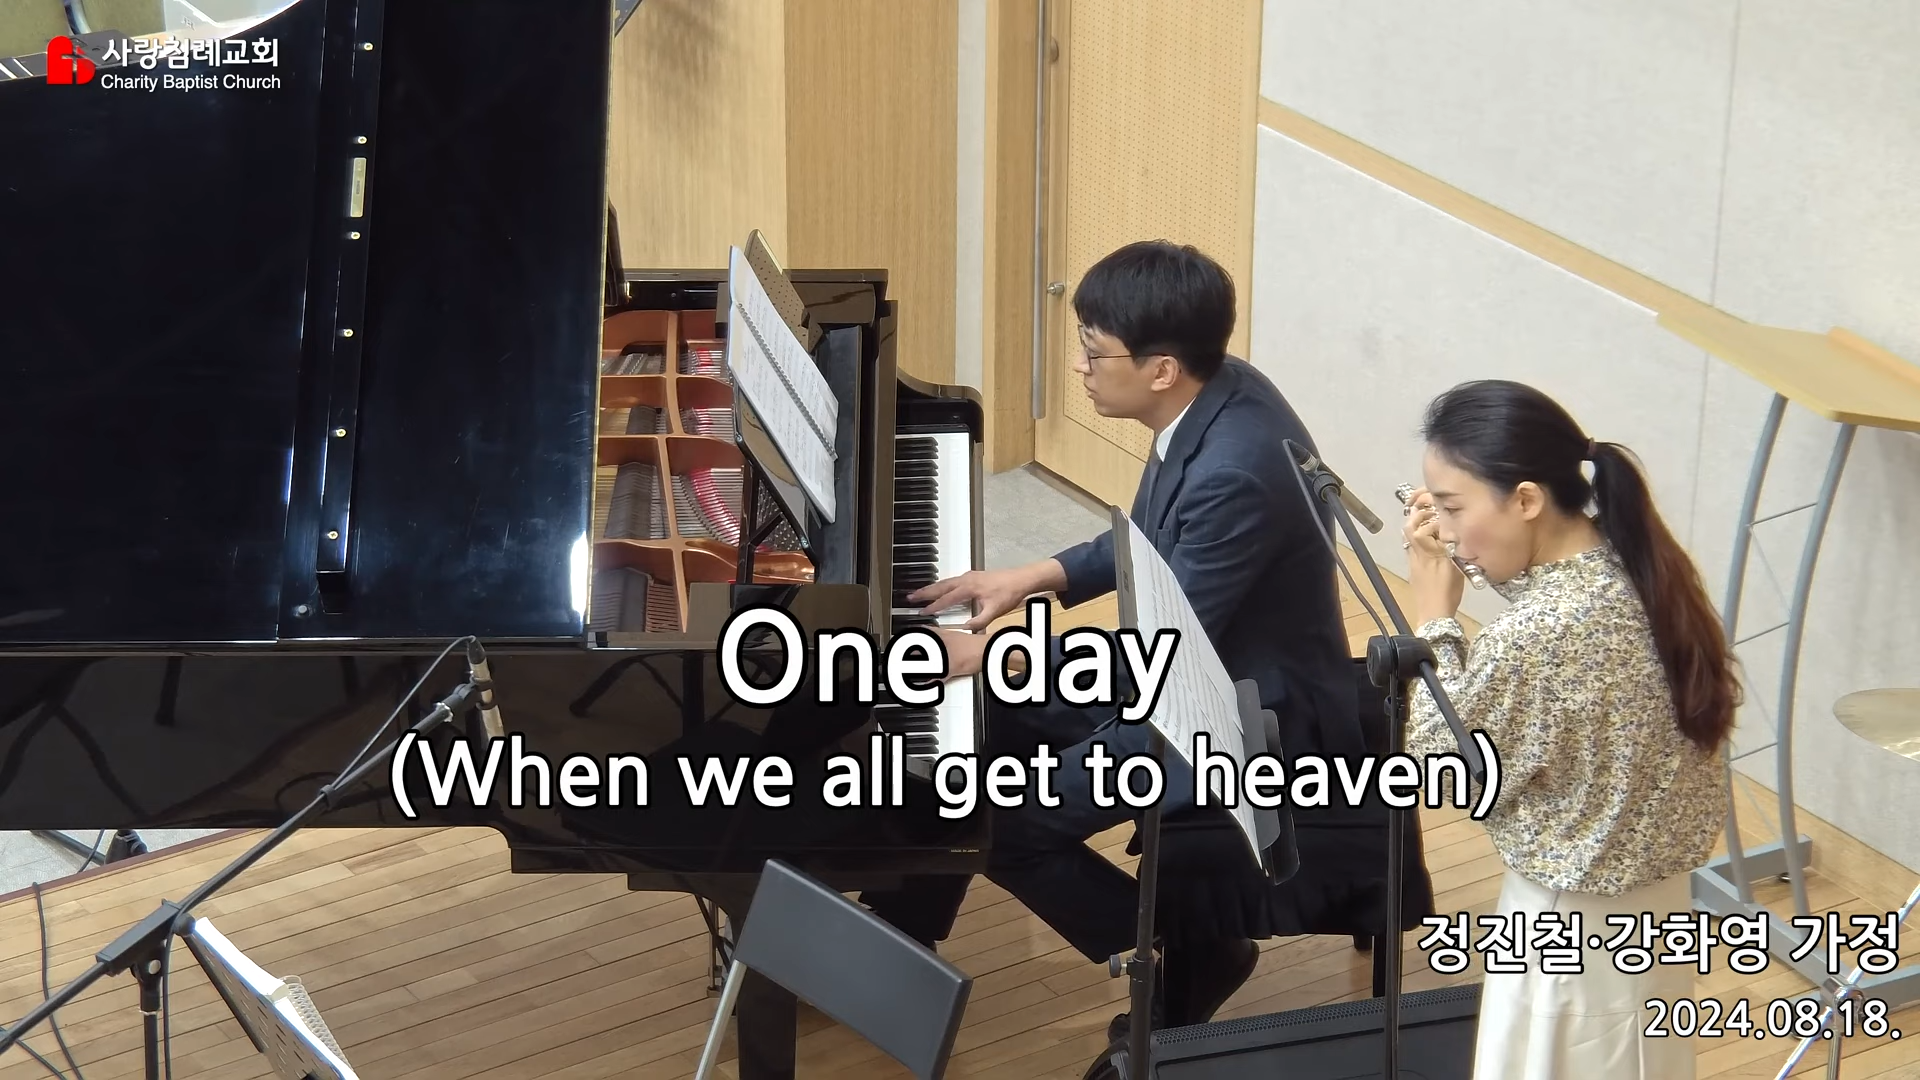 사랑침례교회
Charity Baptist Church
One day
(When we all get to heaven)
정진철·강화영 가정
2024.08.18.